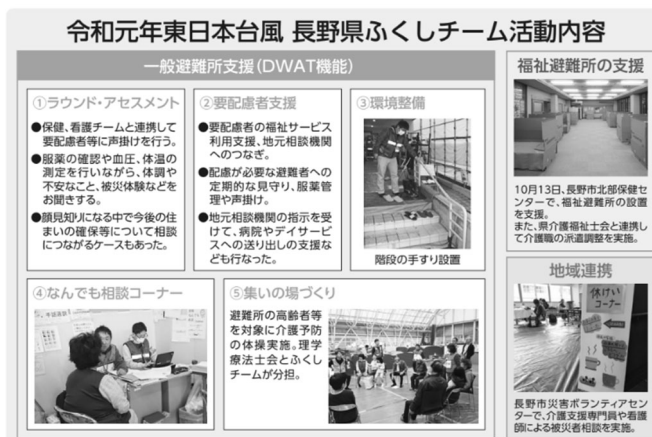 令和元年東日本台風 長野県ふくしチーム活動内容
一般避難所支援(DWAT機能)
①ラウンド・アセスメント
●保健、看護チームと連携して
要配慮者等に声掛けを行う。
●服薬の確認や血圧、体温の
測定を行いながら、体調や
不安なこと、被災体験などを
お聞きする。
●顔見知りになる中で今後の住
まいの確保等について相談
につながるケースもあった。
②要配慮者支援
●要配慮者の福祉サービス
利用支援、地元相談機関
へのつなぎ。
●配慮が必要な避難者への
定期的な見守り、服薬管
理や声掛け。
●地元相談機関の指示を受
けて、病院やデイサービ
スへの送り出しの支援な
ども行なった。
③環境整備
階段の手すり設置
④なんでも相談コーナー
⑤集いの場づくり
避難所の高齢者等
を対象に介護予防
の体操実施。理学
療法士会とふくし
チームが分担。
福祉避難所の支援
10月13日、長野市北部保健セ
ンターで、福祉避難所の設置
を支援。
また、県介護福祉士会と連携し
て介護職の派遣調整を実施。
地域連携
休けい
コーナー
長野市災害ボランティアセン
ターで、介護支援専門員や看護
師による被災者相談を実施。